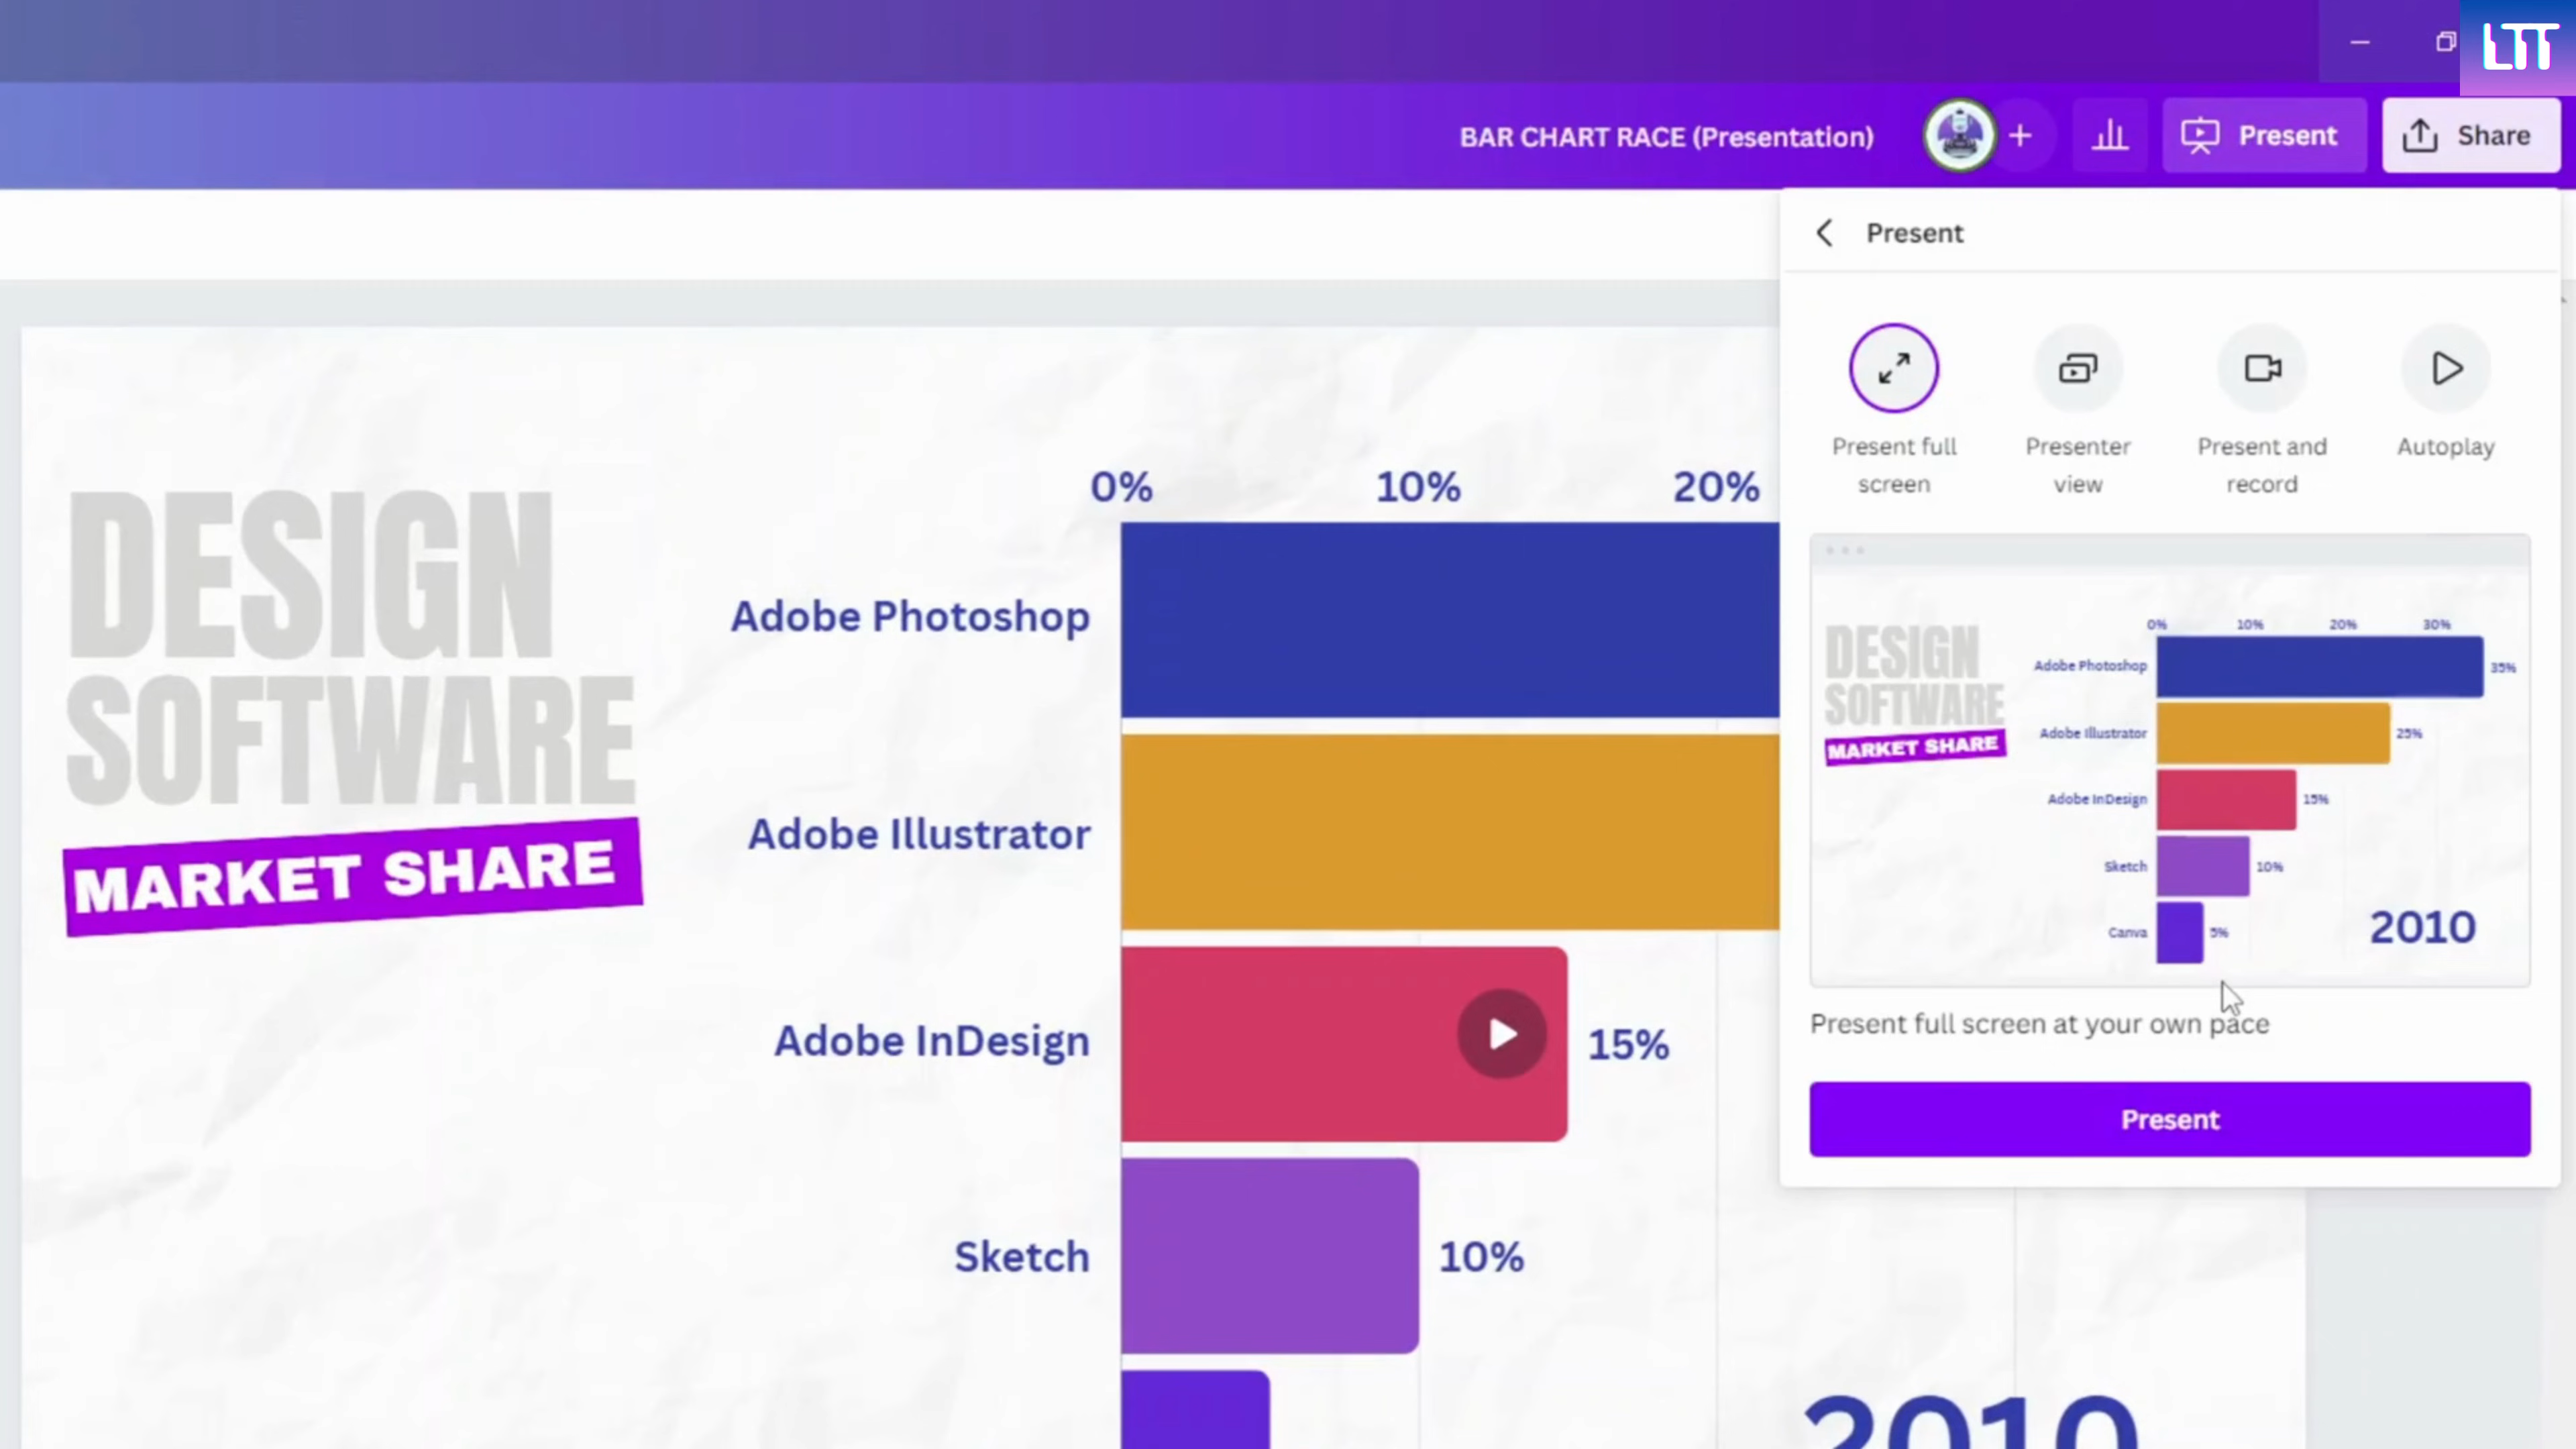 LTT
BAR CHART RACE (Presentation)
+
Present
Share
Present
Present full
screen
Presenter
view
Present and
record
Autoplay
DESIGN
SOFTWARE
MARKET SHARE
0% 10% 20%
Adobe Photoshop
Adobe Illustrator
Adobe InDesign 15%
Sketch 10%
2010
DESIGN
SOFTWARE
MARKET SHARE
0% 10% 20% 30%
Adobe Photoshop 35%
Adobe Illustrator 25%
Adobe InDesign 15%
Sketch 10%
Canva 5%
2010
Present full screen at your own pace
Present